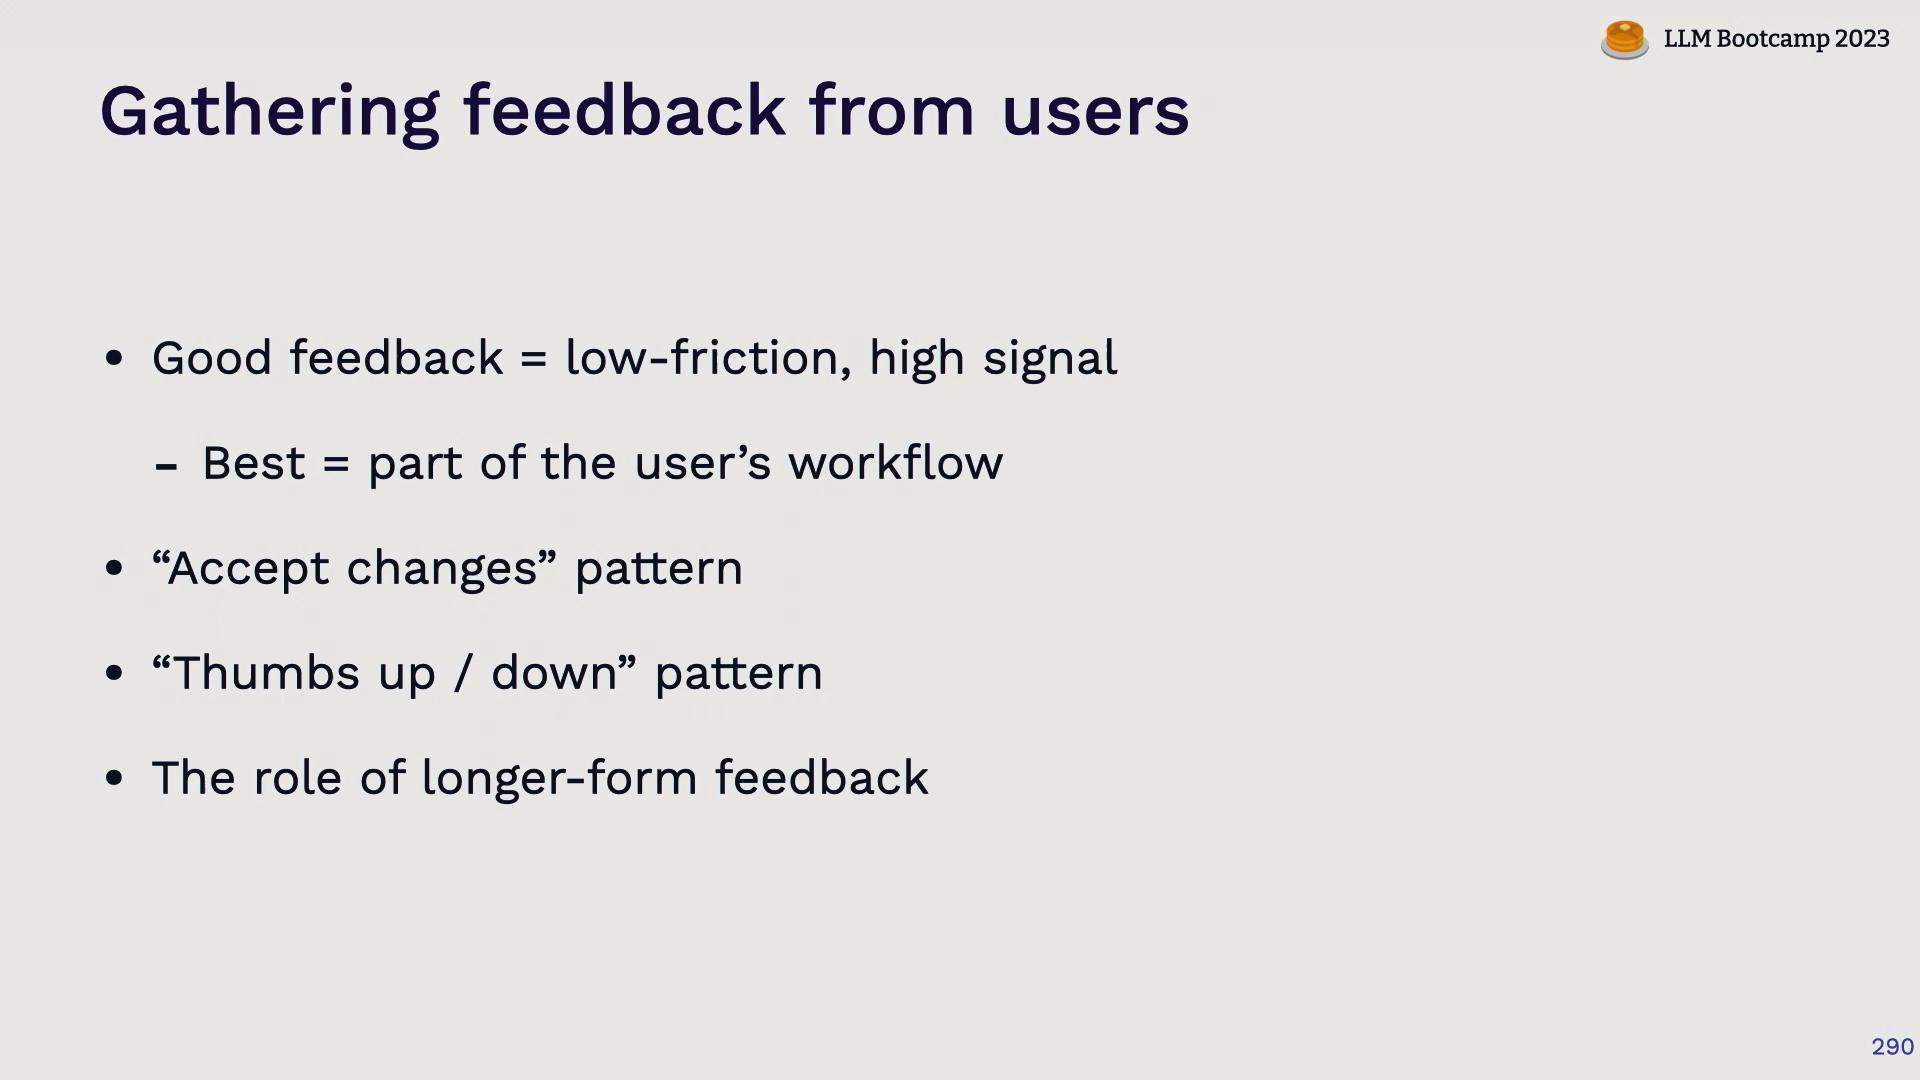 LLM Bootcamp 2023
Gathering feedback from users
• Good feedback = low-friction, high signal
– Best = part of the user’s workflow
• “Accept changes” pattern
• “Thumbs up / down” pattern
• The role of longer-form feedback
290